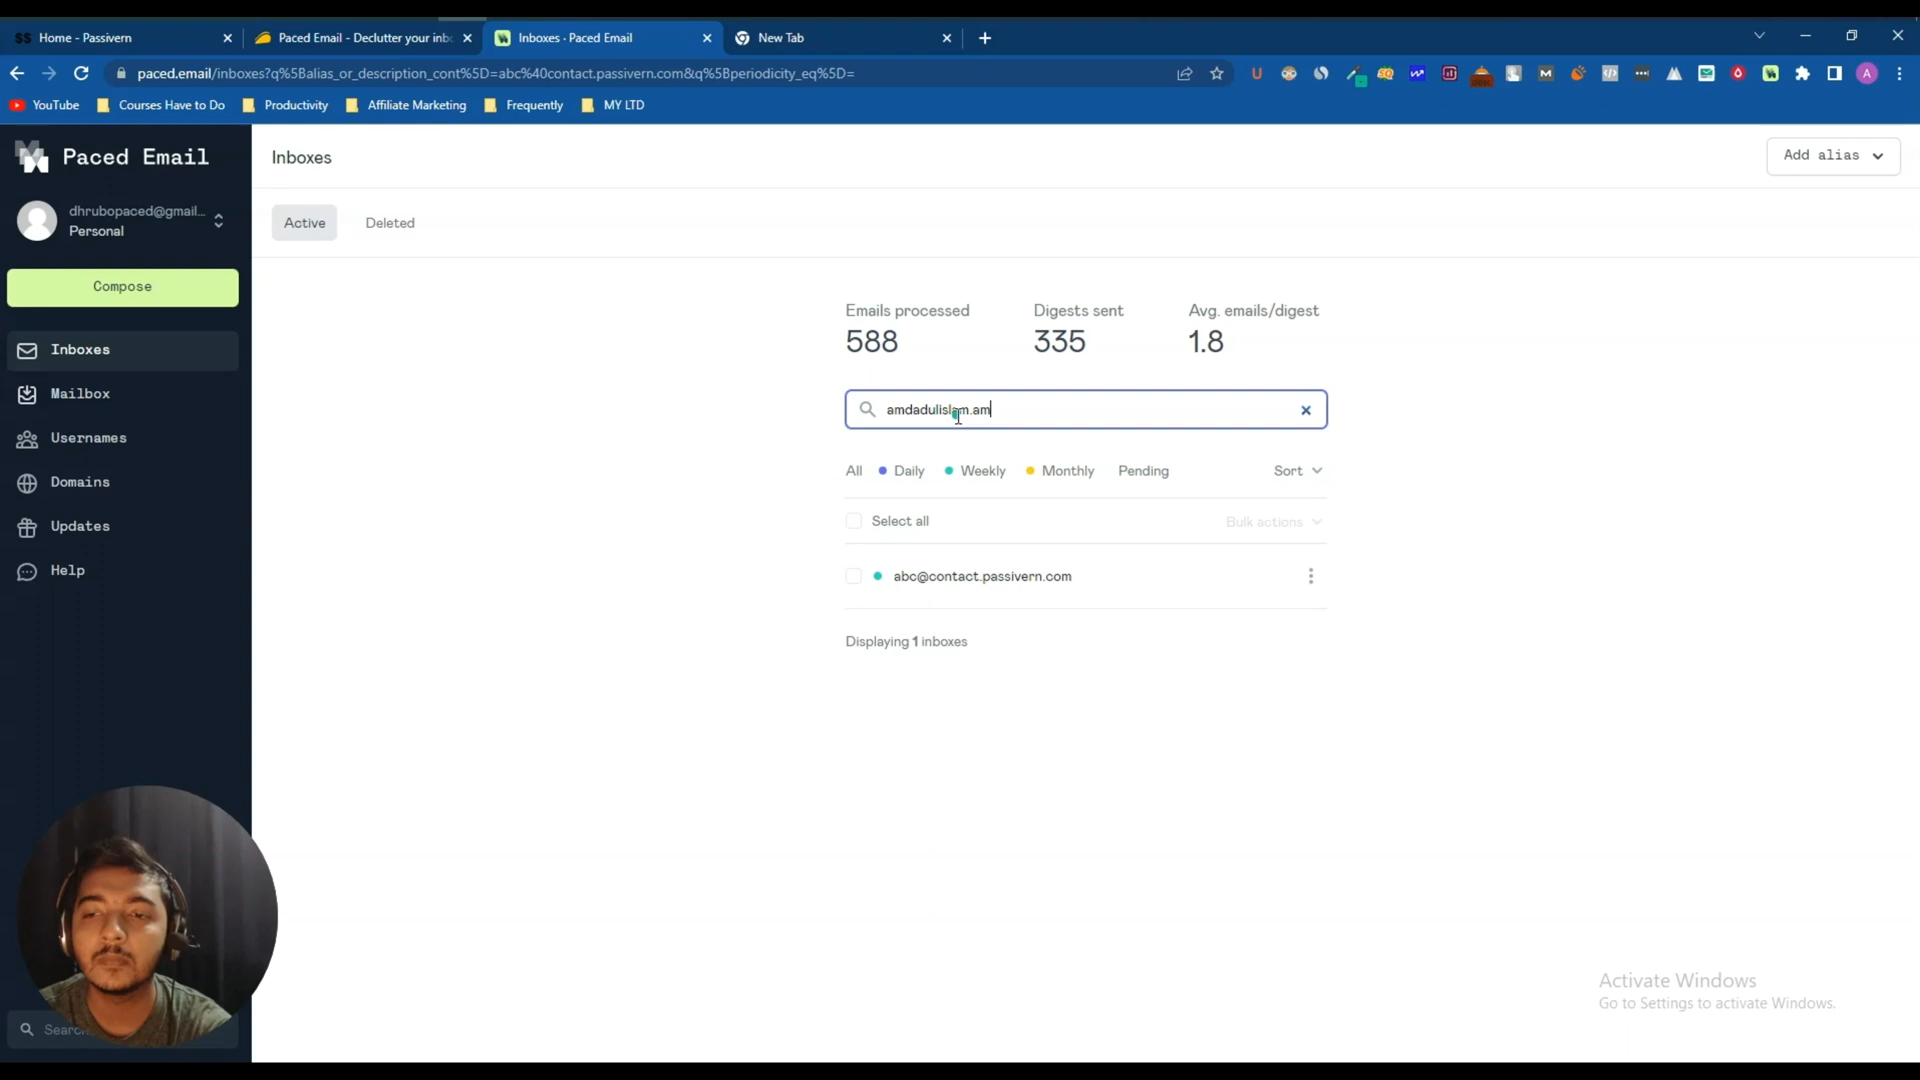 Home - Passivern
Paced Email - Declutter your inb
Inboxes · Paced Email
New Tab
paced.email/inboxes?q%5Balias_or_description_cont%5D=abc%40contact.passivern.com&q%5Bperiodicity_eq%5D=
YouTube
Courses Have to Do
Productivity
Affiliate Marketing
Frequently
MY LTD
Paced Email
dhrubopaced@gmail...
Personal
Compose
Inboxes
Mailbox
Usernames
Domains
Updates
Help
Inboxes
Add alias
Active
Deleted
Emails processed
588
Digests sent
335
Avg. emails/digest
1.8
amdadulislam.am
All
Daily
Weekly
Monthly
Pending
Sort
Select all
Bulk actions
abc@contact.passivern.com
Displaying 1 inboxes
Activate Windows
Go to Settings to activate Windows.